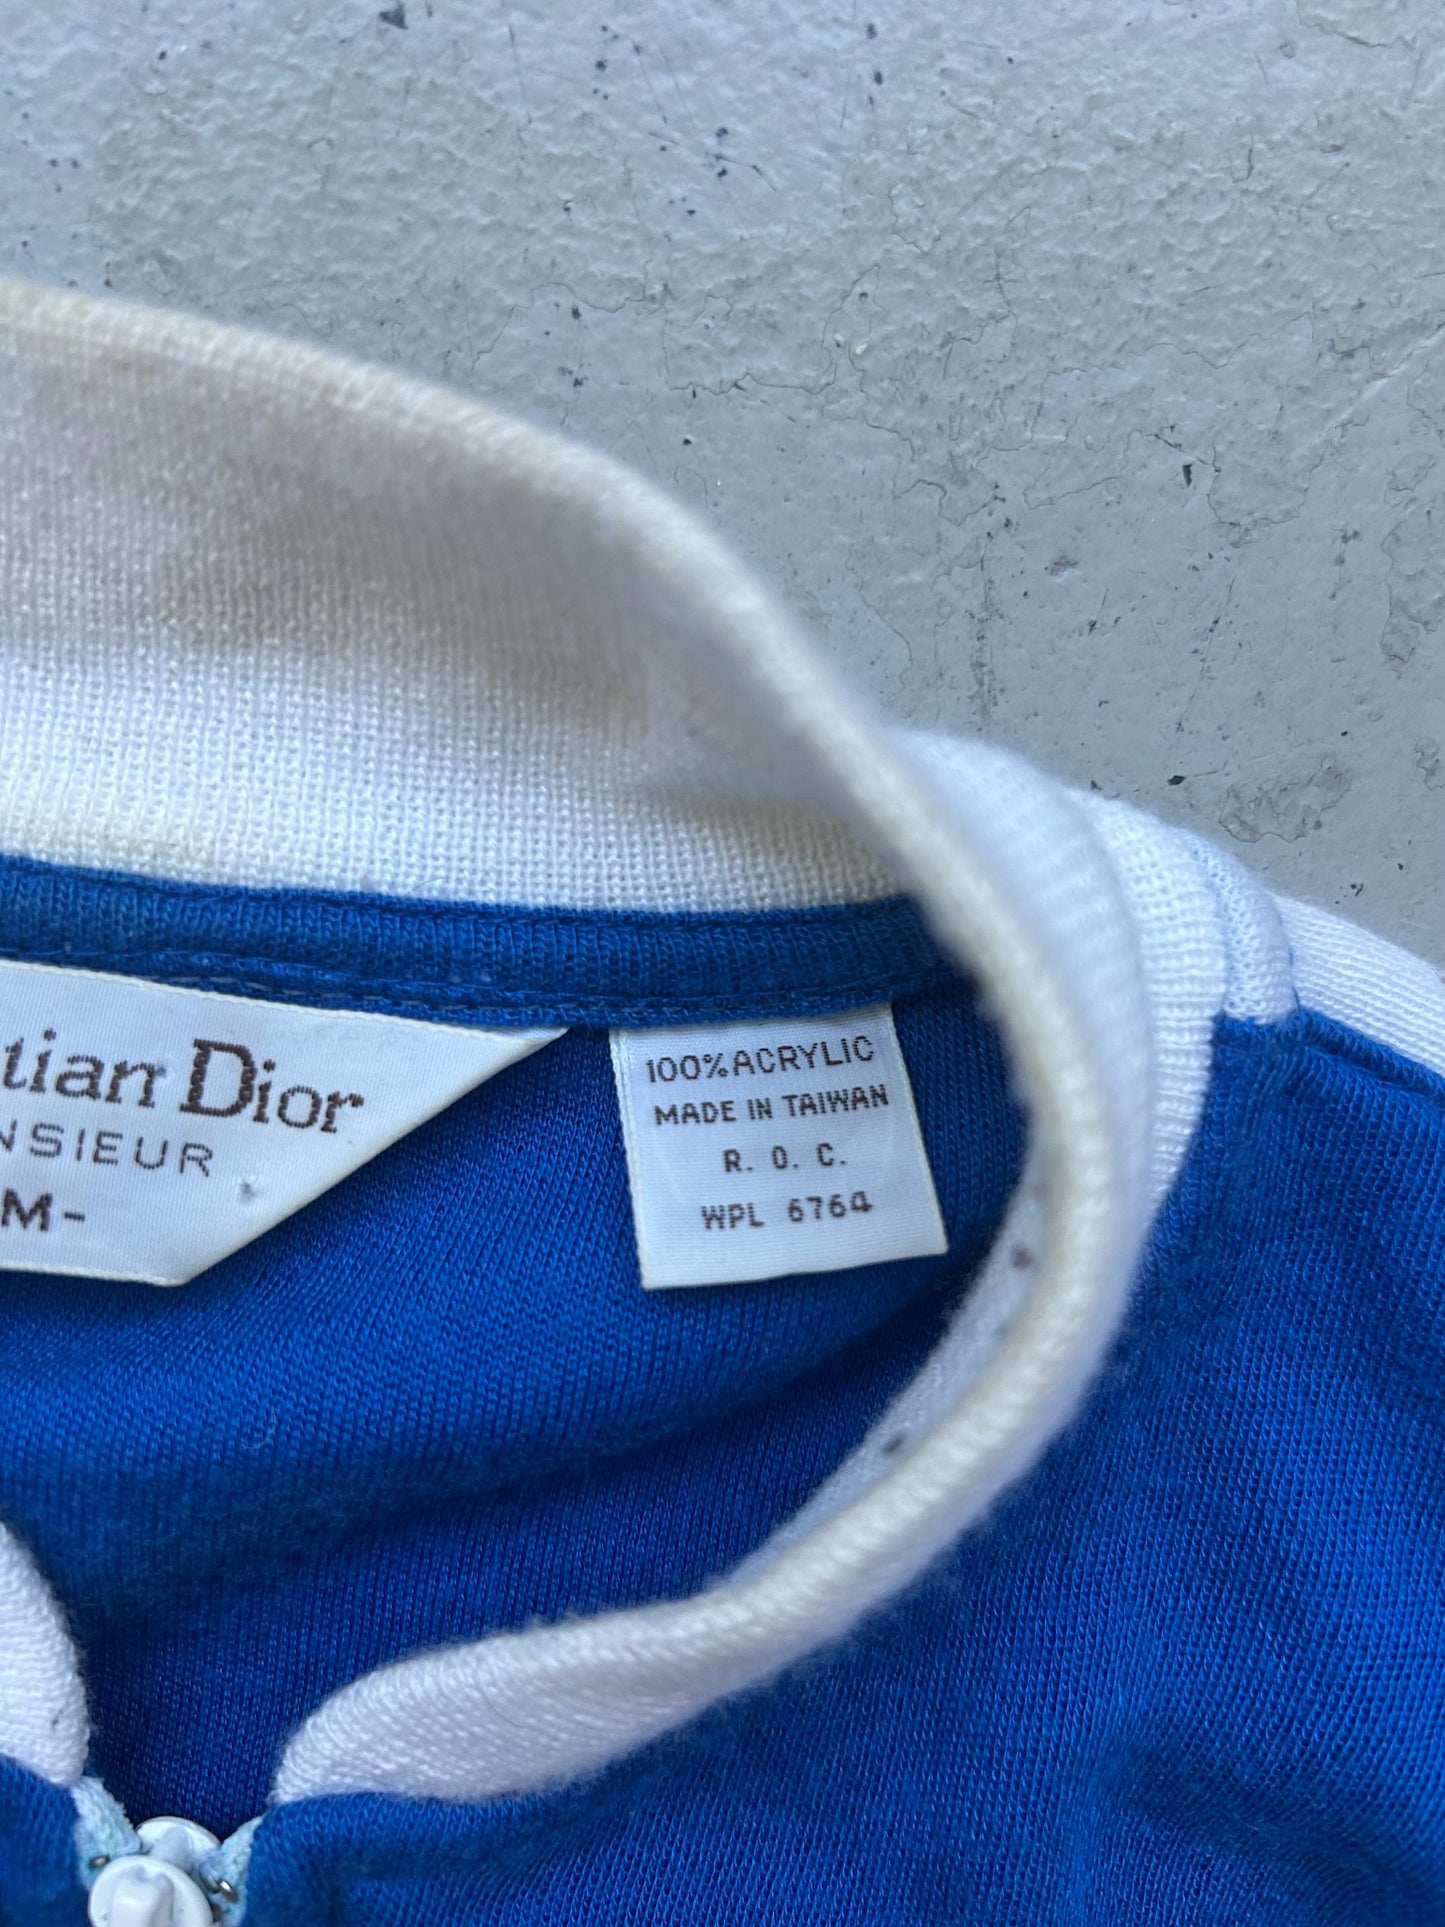 tian Dior
NSIEUR
M-
100% ACRYLIC
MADE IN TAIWAN
R. O. C.
WPL 6764